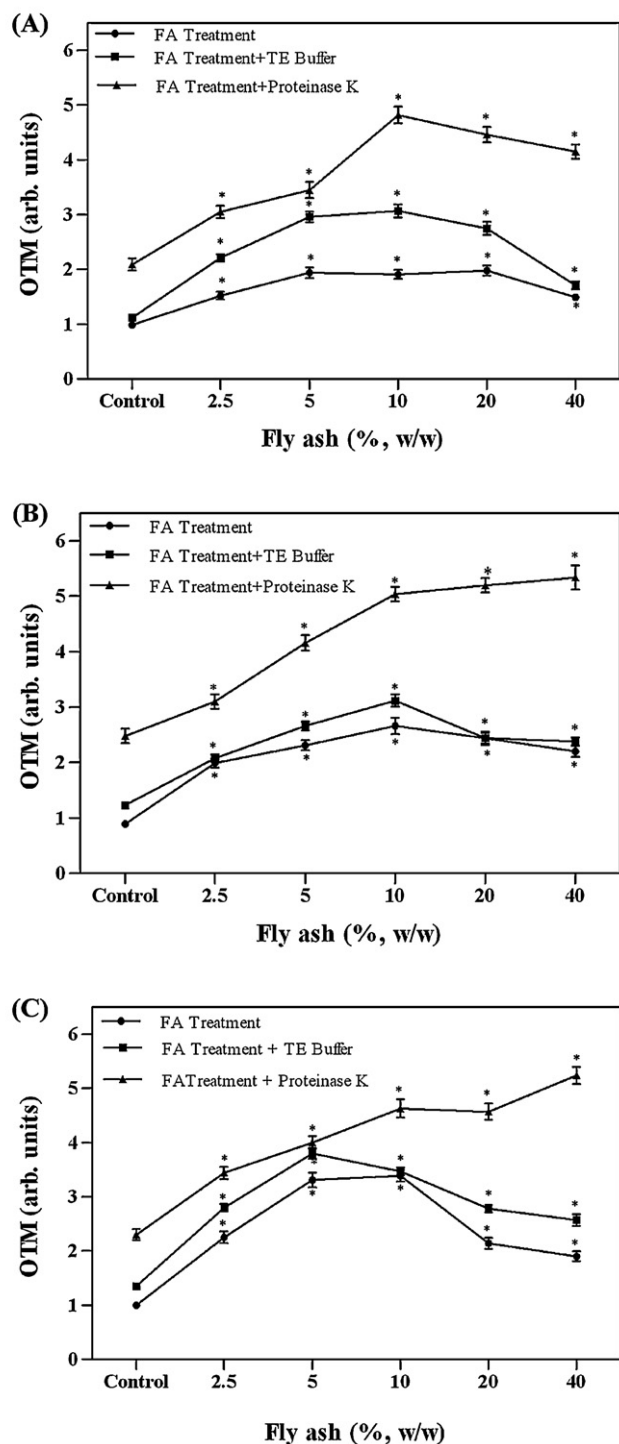 (A)
FA Treatment
FA Treatment+TE Buffer
FA Treatment+Proteinase K
OTM (arb. units)
6
5
4
3
2
1
0
* * * * *
* * * * *
* * * * *
Control 2.5 5 10 20 40
Fly ash (%, w/w)
(B)
FA Treatment
FA Treatment+TE Buffer
FA Treatment+Proteinase K
OTM (arb. units)
6
5
4
3
2
1
0
* * * * *
* * * * *
* * * * *
Control 2.5 5 10 20 40
Fly ash (%, w/w)
(C)
FA Treatment
FA Treatment + TE Buffer
FATreatment + Proteinase K
OTM (arb. units)
6
5
4
3
2
1
0
* * * * *
* * * * *
* * * * *
Control 2.5 5 10 20 40
Fly ash (%, w/w)